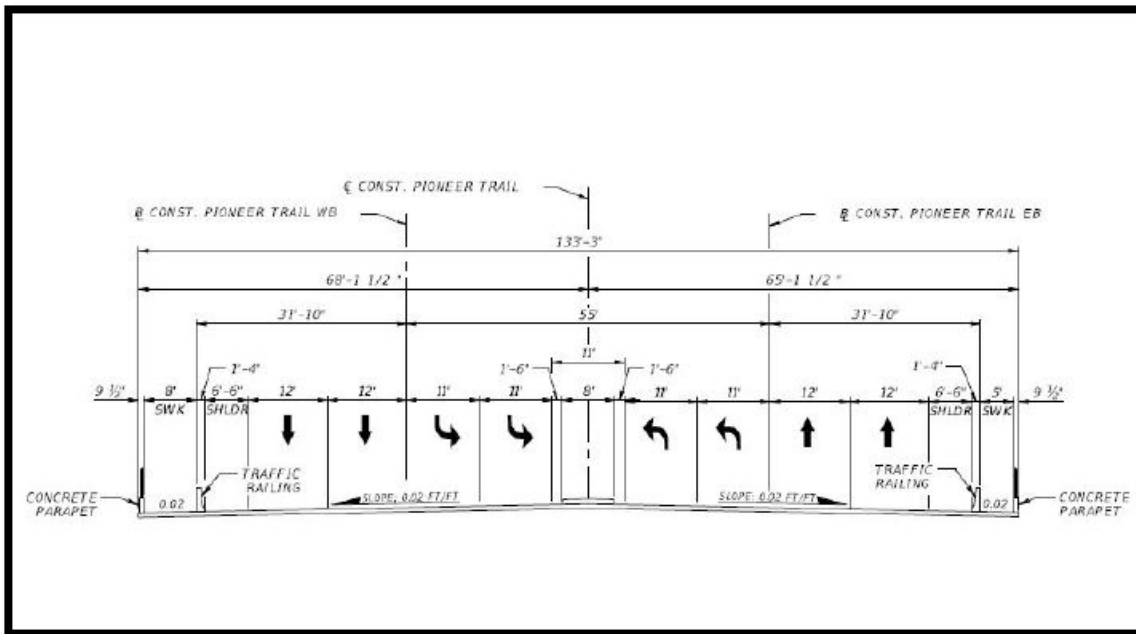 ℄ CONST. PIONEER TRAIL
B CONST. PIONEER TRAIL WB
B CONST. PIONEER TRAIL EB
133'-3"
68'-1 1/2 "
65'-1 1/2 "
31'-10"
55'
31'-10"
11'
1'-4"
1'-6"
1'-6"
1'-4"
9 ½"
8'
6'-6"
12'
12'
11'
11'
8'
11'
11'
12'
12'
6'-6"
5'
9 ½"
SWK
SHLDR
SHLDR
SWK
TRAFFIC
RAILING
TRAFFIC
RAILING
CONCRETE
PARAPET
0.02
SLOPE: 0.02 FT/FT
SLOPE: 0.02 FT/FT
0.02
CONCRETE
PARAPET